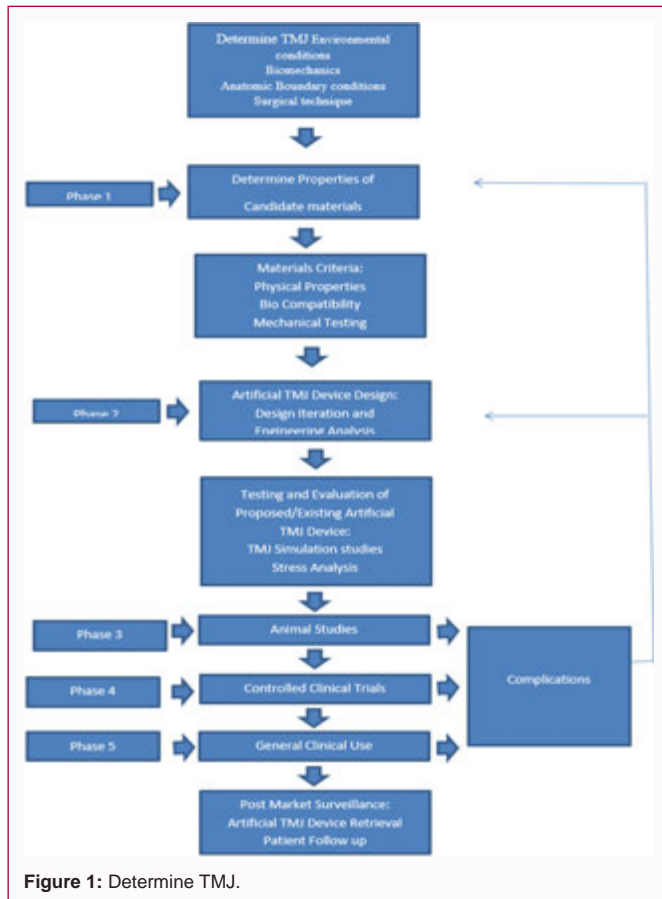 Determine TMJ Environmental
conditions
Biomechanics
Anatomic Boundary conditions
Surgical technique
Phase 1
Determine Properties of
Candidate materials
Materials Criteria:
Physical Properties
Bio Compatibility
Mechanical Testing
Phase 2
Artificial TMJ Device Design:
Design Iteration and
Engineering Analysis
Testing and Evaluation of
Proposed/Existing Artificial
TMJ Device:
TMJ Simulation studies
Stress Analysis
Phase 3
Animal Studies
Complications
Phase 4
Controlled Clinical Trials
Phase 5
General Clinical Use
Post Market Surveillance:
Artificial TMJ Device Retrieval
Patient Follow up
Figure 1: Determine TMJ.